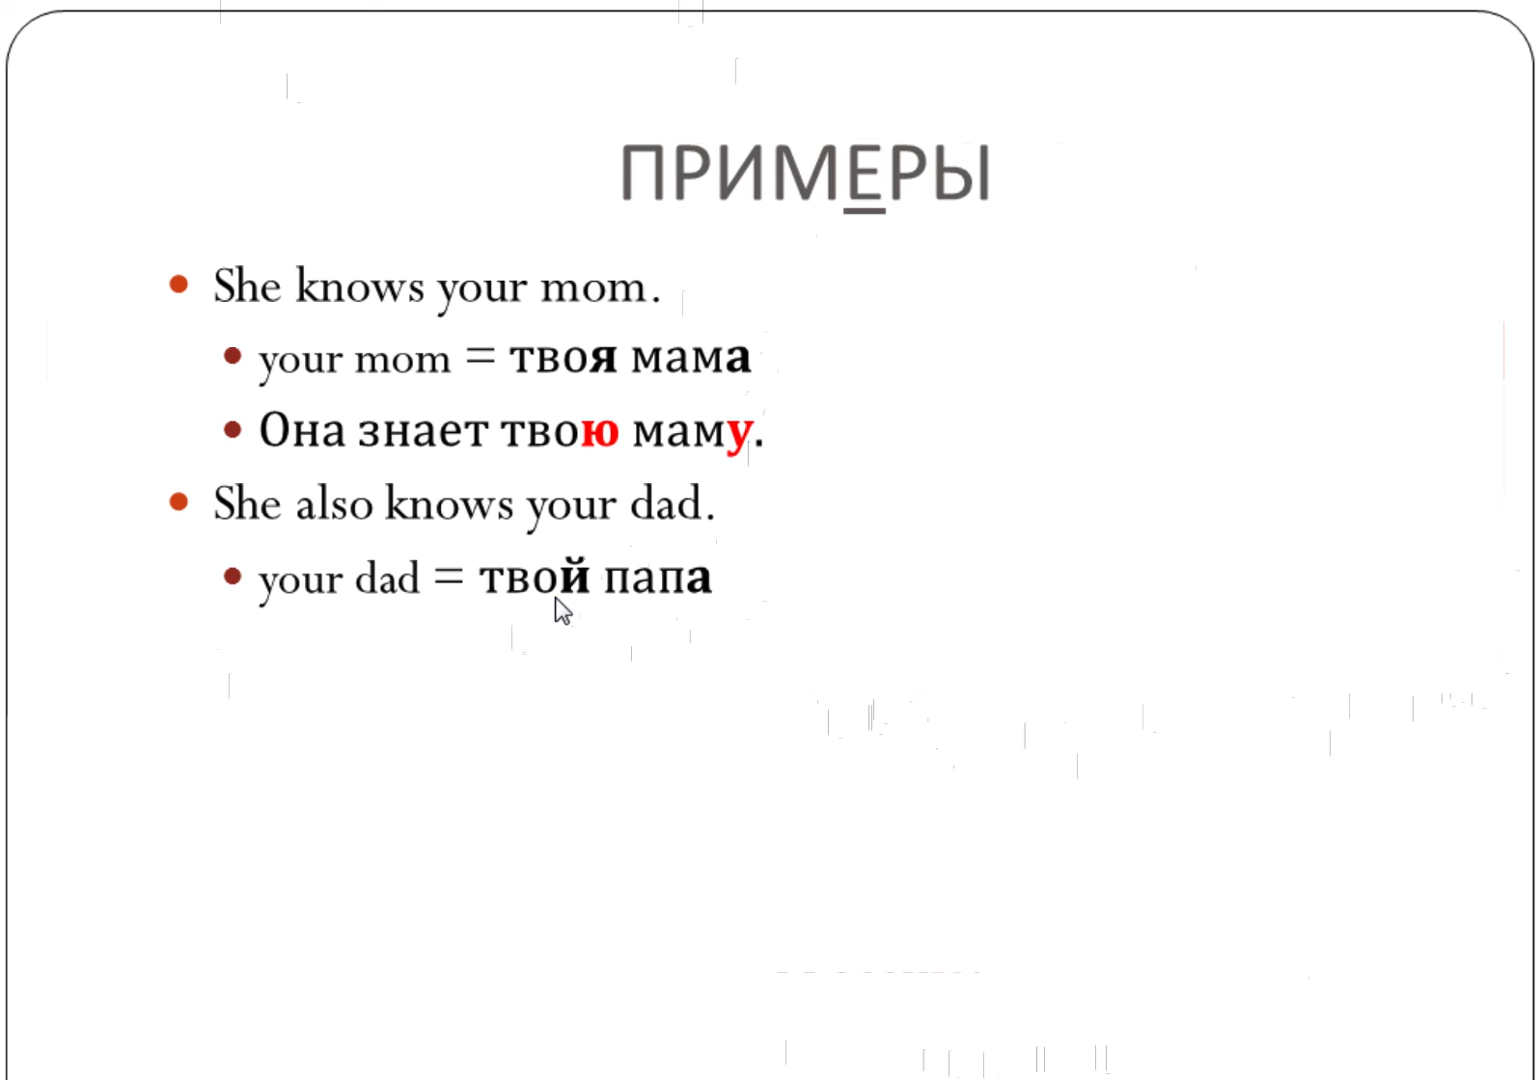 ПРИМЕРЫ
She knows your mom.
your mom = твоя мама
Она знает твою маму.
She also knows your dad.
your dad = твой папа